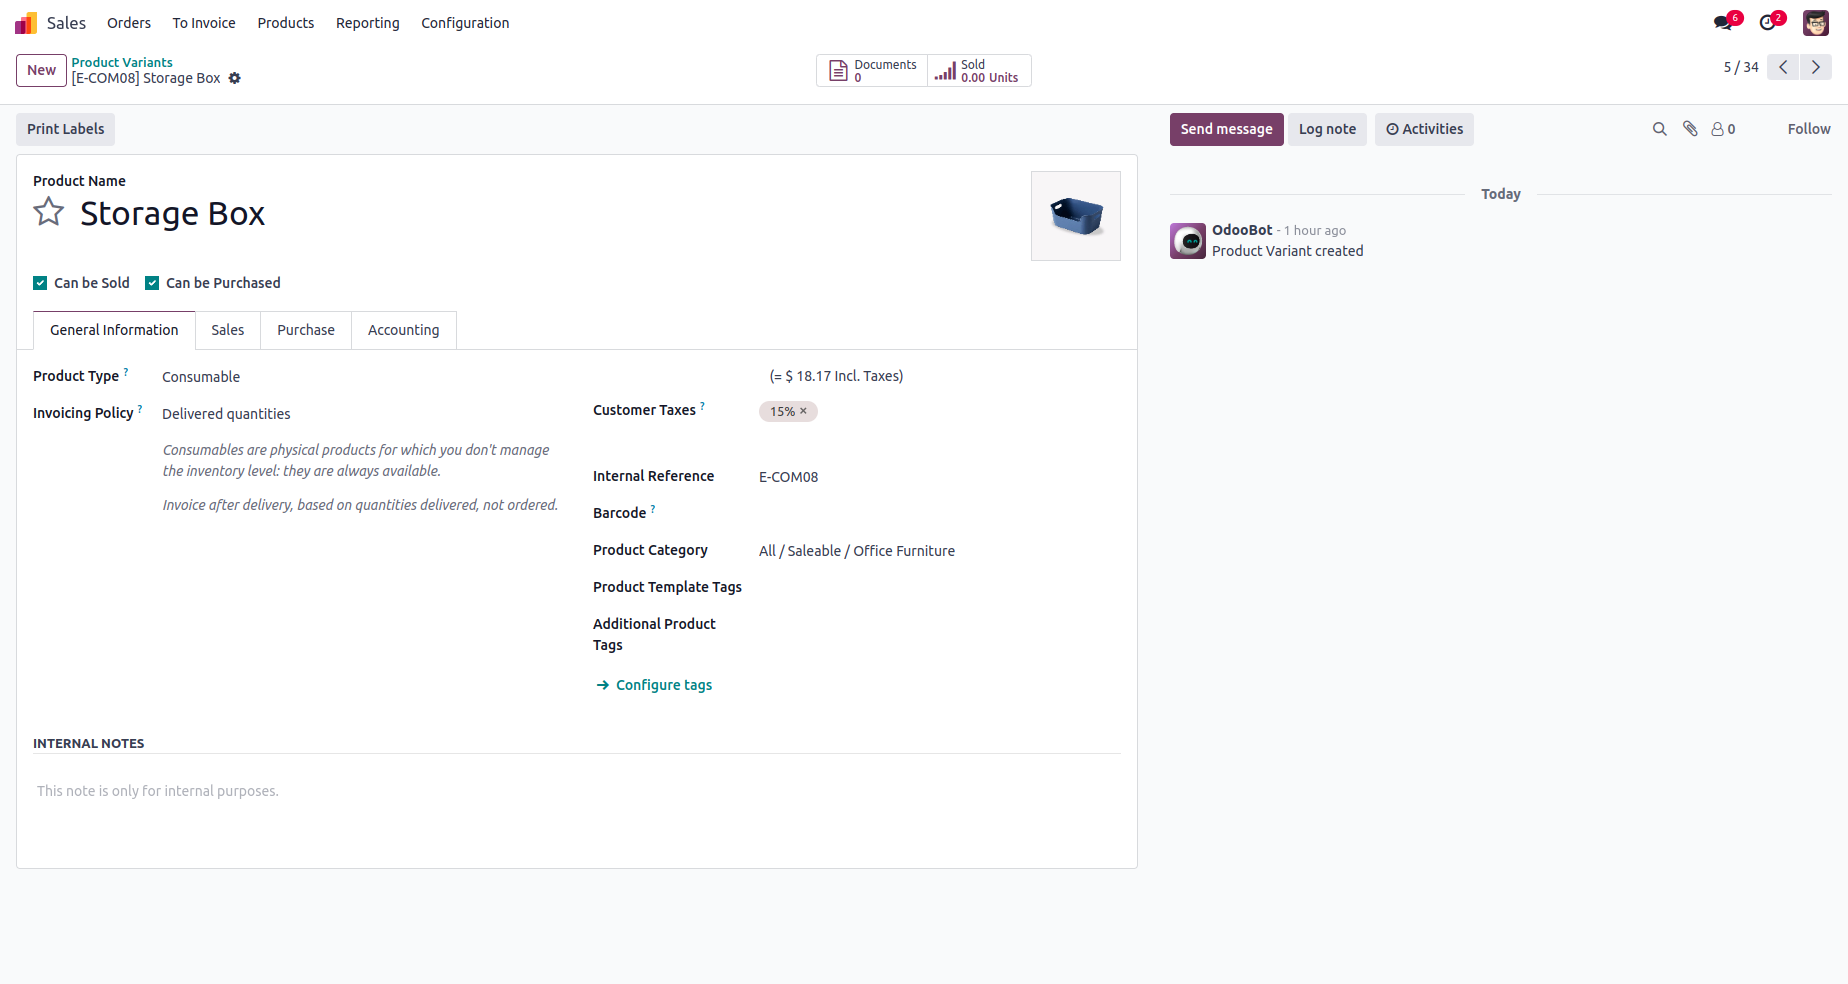 Sales Orders To Invoice Products Reporting Configuration 6 2
New
Product Variants
[E-COM08] Storage Box
Documents
0
Sold
0.00 Units
5 / 34
Print Labels
Send message Log note Activities 0 Follow
Product Name
Storage Box
Can be Sold Can be Purchased
General Information Sales Purchase Accounting
Product Type ? Consumable
Invoicing Policy ? Delivered quantities
Consumables are physical products for which you don't manage
the inventory level: they are always available.
Invoice after delivery, based on quantities delivered, not ordered.
(= $ 18.17 Incl. Taxes)
Customer Taxes ? 15% ×
Internal Reference E-COM08
Barcode ?
Product Category All / Saleable / Office Furniture
Product Template Tags
Additional Product
Tags
Configure tags
INTERNAL NOTES
This note is only for internal purposes.
Today
OdooBot - 1 hour ago
Product Variant created